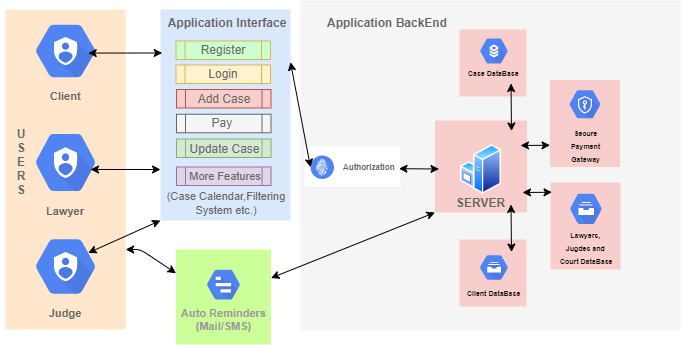 Application Interface
Application BackEnd
USERS
Client
Lawyer
Judge
Register
Login
Add Case
Pay
Update Case
More Features
(Case Calendar,Filtering
System etc.)
Auto Reminders
(Mail/SMS)
Authorization
SERVER
Case DataBase
Secure
Payment
Gateway
Lawyers,
Jugdes and
Court DataBase
Client DataBase